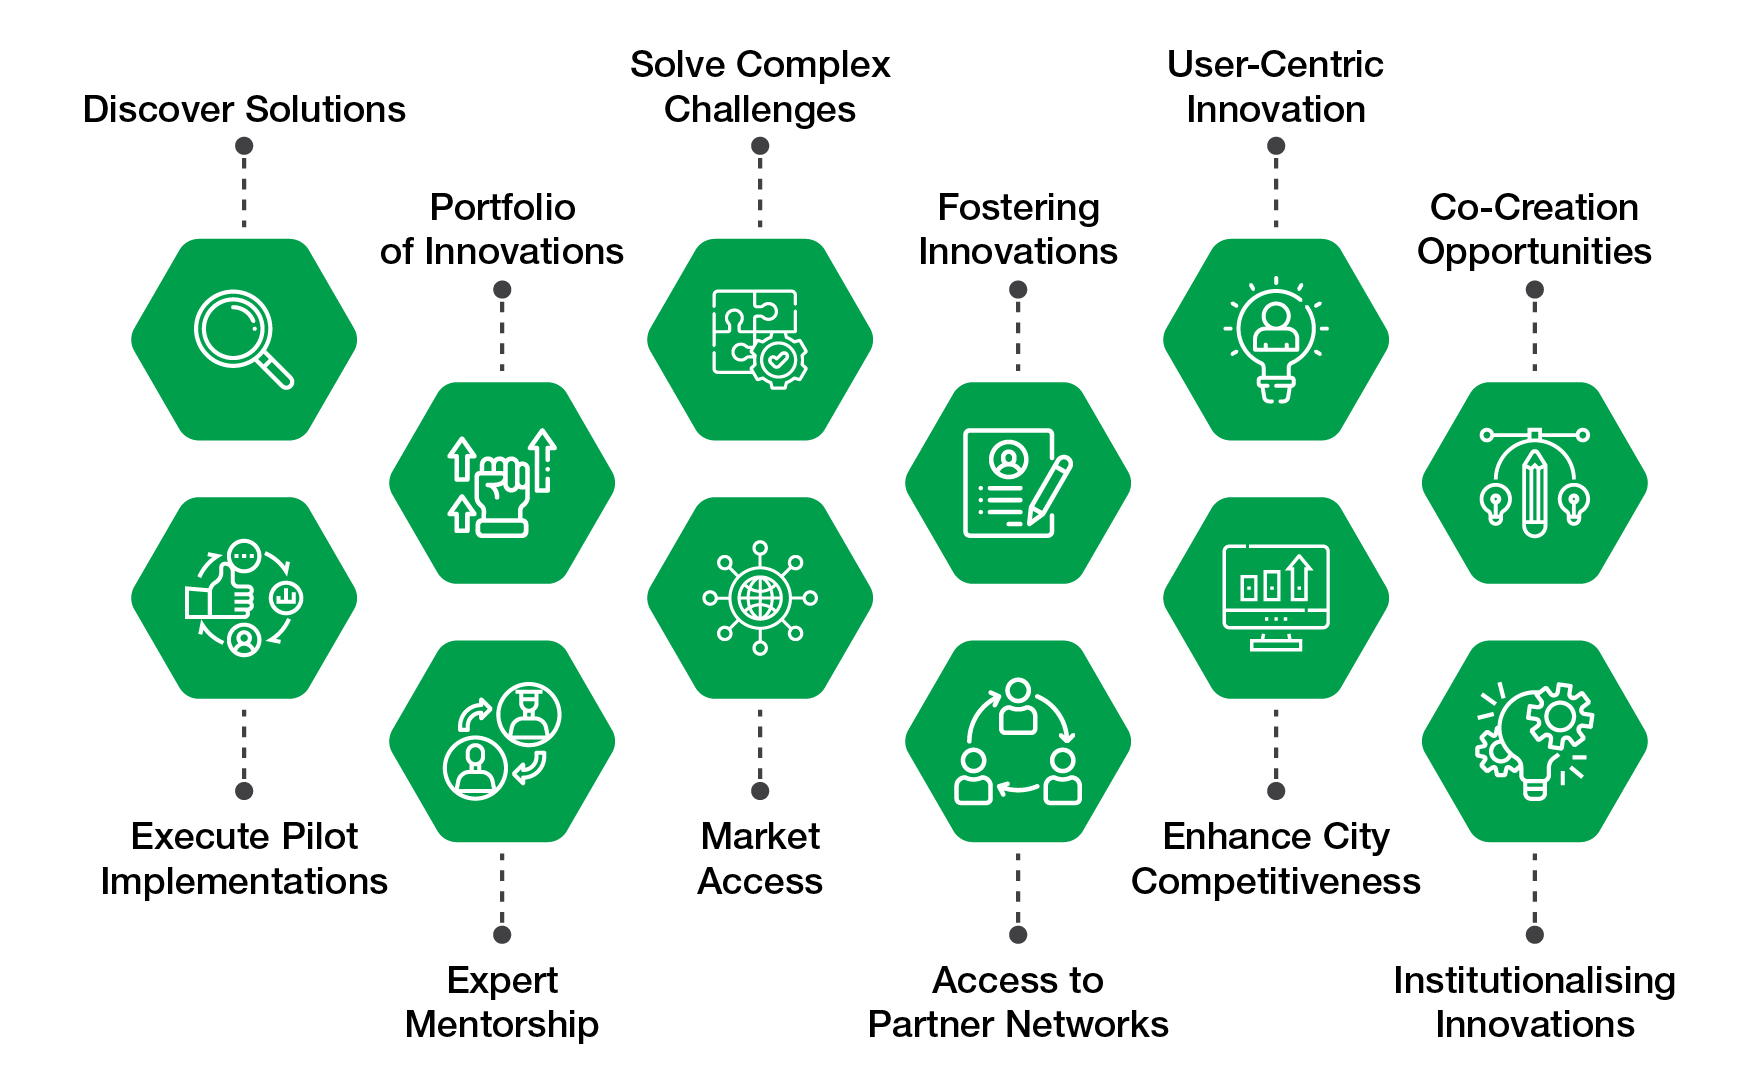 Discover Solutions
Portfolio
of Innovations
Solve Complex
Challenges
Fostering
Innovations
User-Centric
Innovation
Co-Creation
Opportunities
Execute Pilot
Implementations
Expert
Mentorship
Market
Access
Access to
Partner Networks
Enhance City
Competitiveness
Institutionalising
Innovations